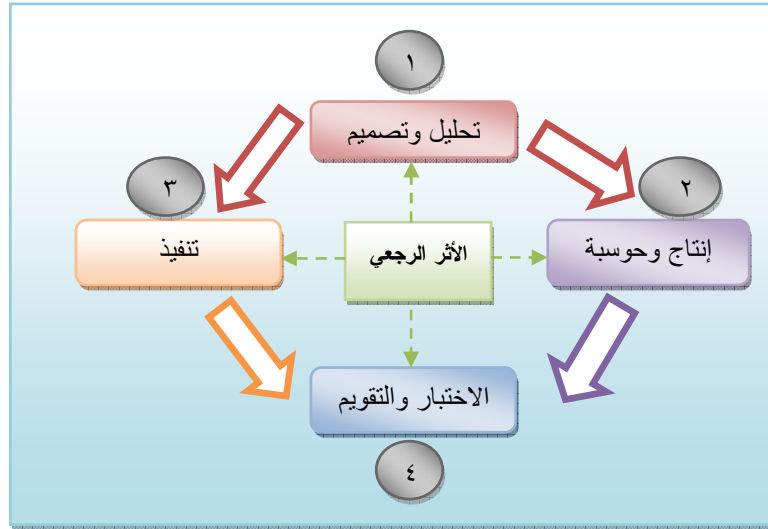 ١
تحليل وتصميم
٢
إنتاج وحوسبة
٣
تنفيذ
الأثر الرجعي
الاختبار والتقويم
٤